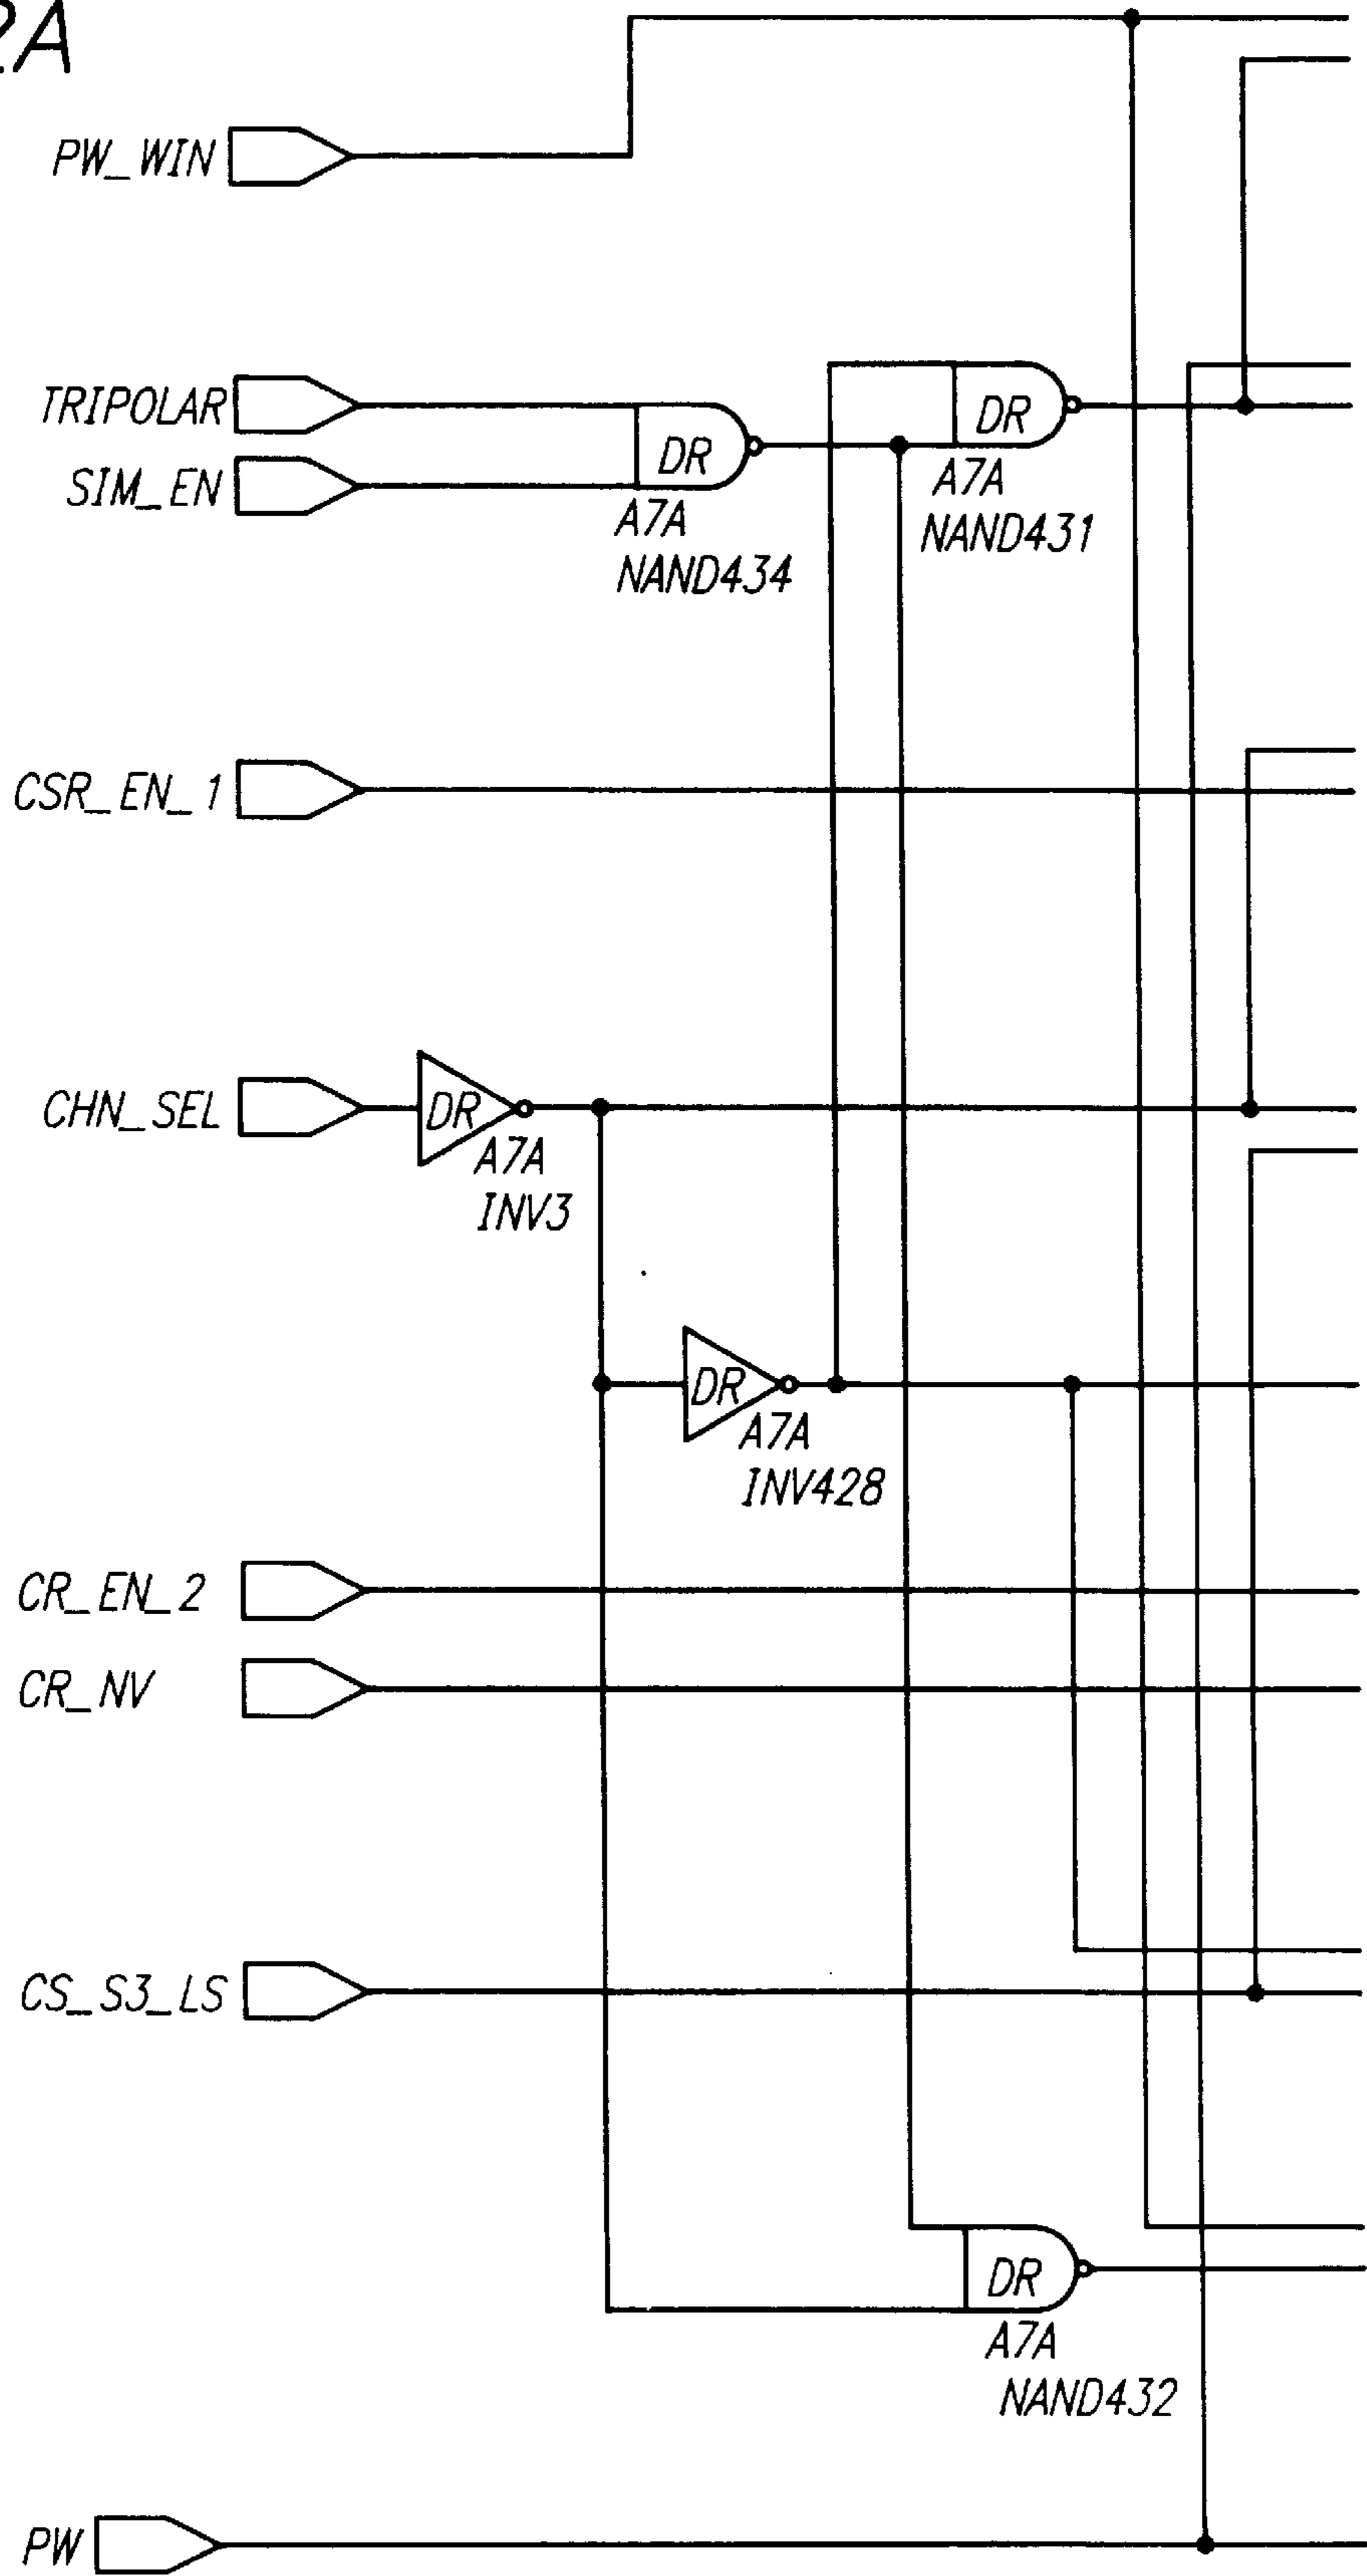 2A
PW_WIN
TRIPOLAR
DR
DR
SIM_EN
A7A
A7A
NAND431
NAND434
CSR_EN_1
CHN_SEL
DR
A7A
INV3
DR
A7A
INV428
CR_EN_2
CR_NV
CS_S3_LS
DR
A7A
NAND432
PW